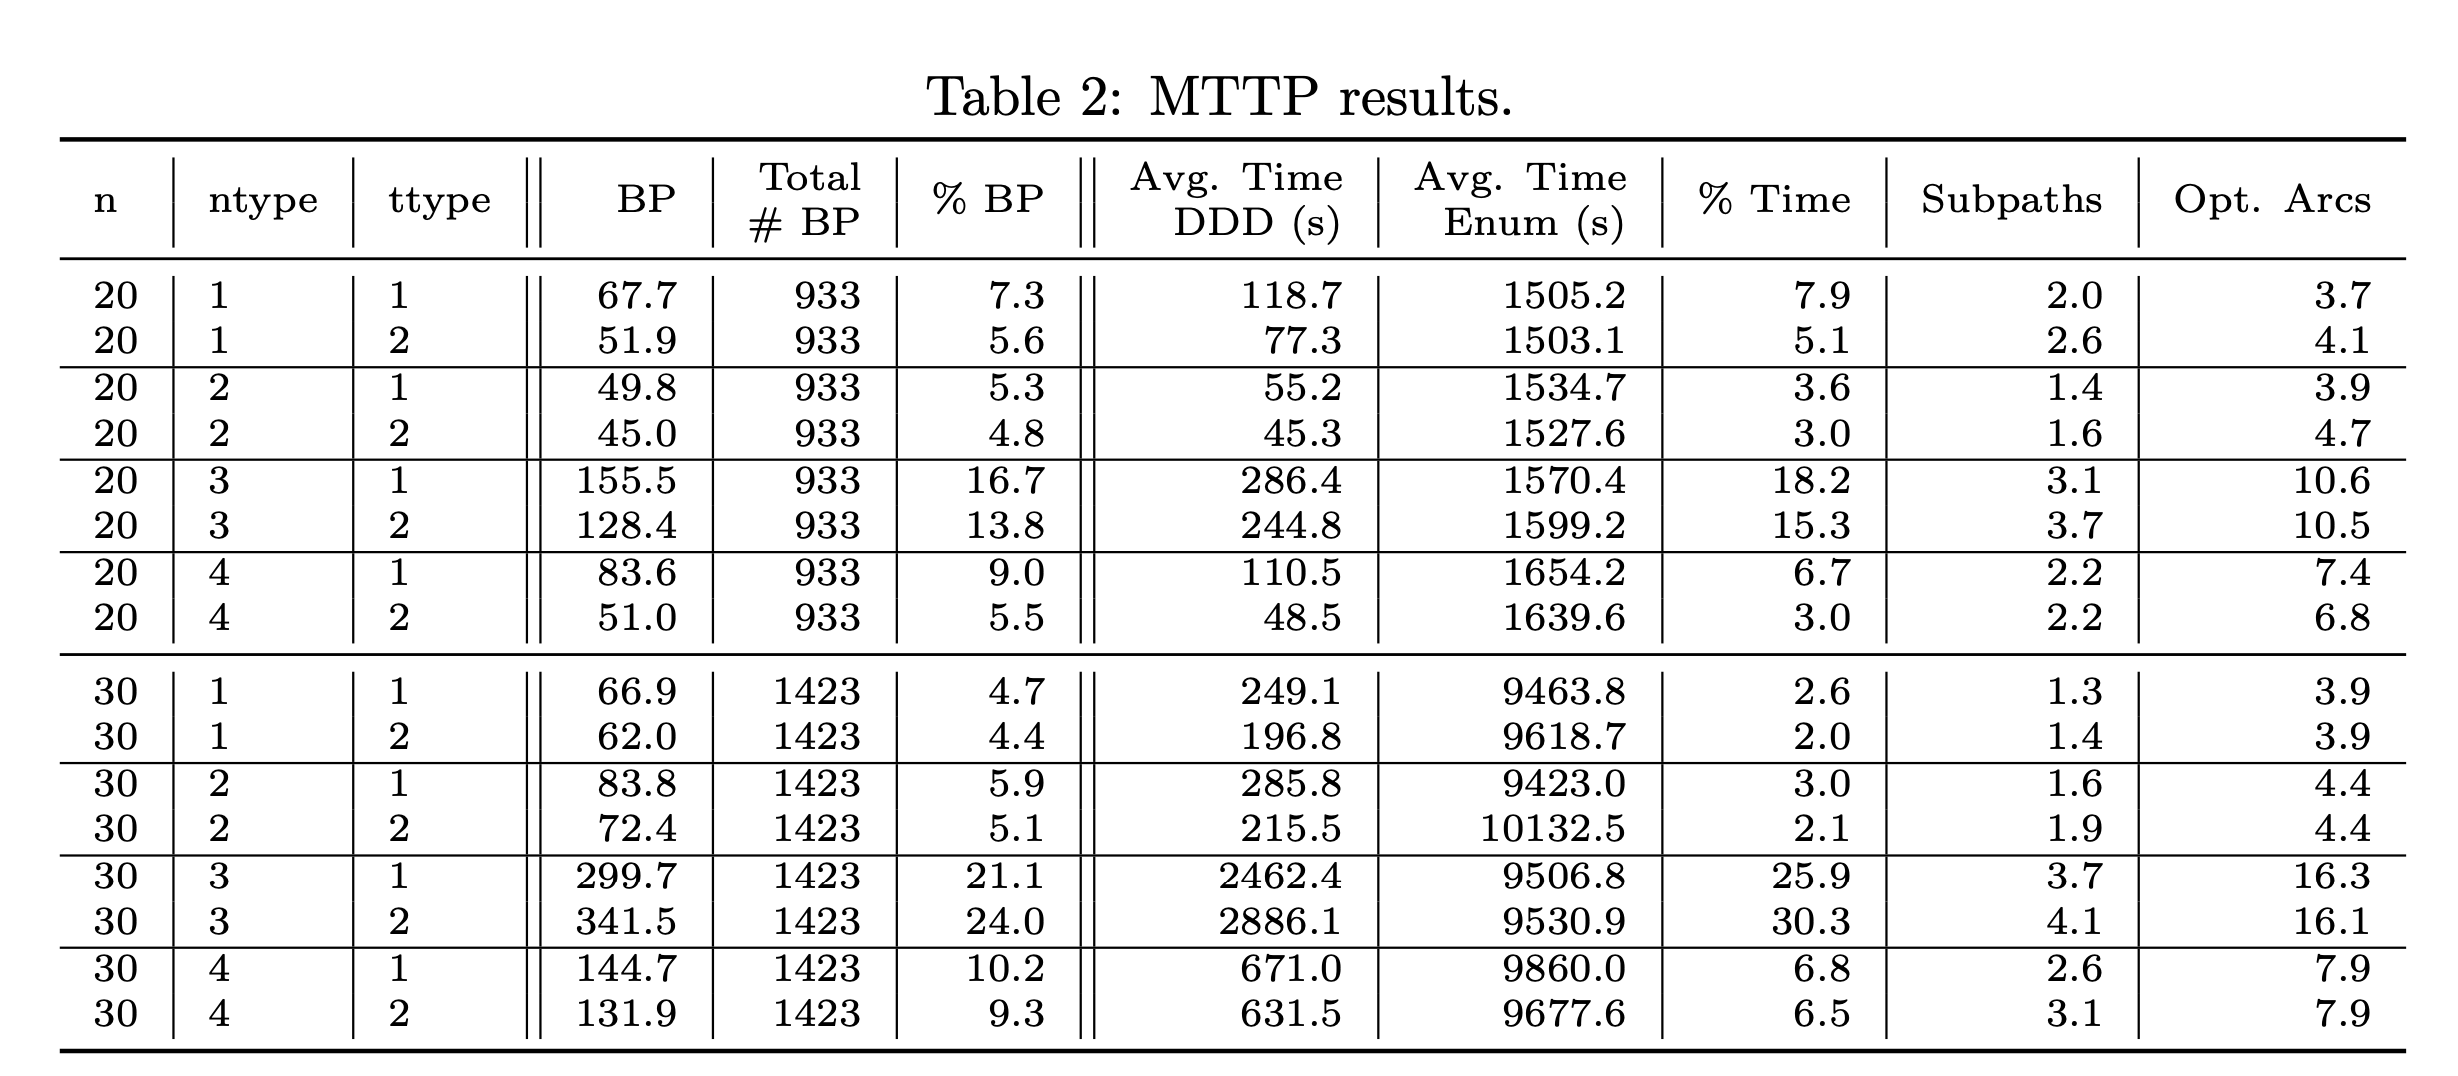 Table 2: MTTP results.
n ntype ttype BP Total # BP % BP Avg. Time DDD (s) Avg. Time Enum (s) % Time Subpaths Opt. Arcs
20 1 1 67.7 933 7.3 118.7 1505.2 7.9 2.0 3.7
20 1 2 51.9 933 5.6 77.3 1503.1 5.1 2.6 4.1
20 2 1 49.8 933 5.3 55.2 1534.7 3.6 1.4 3.9
20 2 2 45.0 933 4.8 45.3 1527.6 3.0 1.6 4.7
20 3 1 155.5 933 16.7 286.4 1570.4 18.2 3.1 10.6
20 3 2 128.4 933 13.8 244.8 1599.2 15.3 3.7 10.5
20 4 1 83.6 933 9.0 110.5 1654.2 6.7 2.2 7.4
20 4 2 51.0 933 5.5 48.5 1639.6 3.0 2.2 6.8
30 1 1 66.9 1423 4.7 249.1 9463.8 2.6 1.3 3.9
30 1 2 62.0 1423 4.4 196.8 9618.7 2.0 1.4 3.9
30 2 1 83.8 1423 5.9 285.8 9423.0 3.0 1.6 4.4
30 2 2 72.4 1423 5.1 215.5 10132.5 2.1 1.9 4.4
30 3 1 299.7 1423 21.1 2462.4 9506.8 25.9 3.7 16.3
30 3 2 341.5 1423 24.0 2886.1 9530.9 30.3 4.1 16.1
30 4 1 144.7 1423 10.2 671.0 9860.0 6.8 2.6 7.9
30 4 2 131.9 1423 9.3 631.5 9677.6 6.5 3.1 7.9